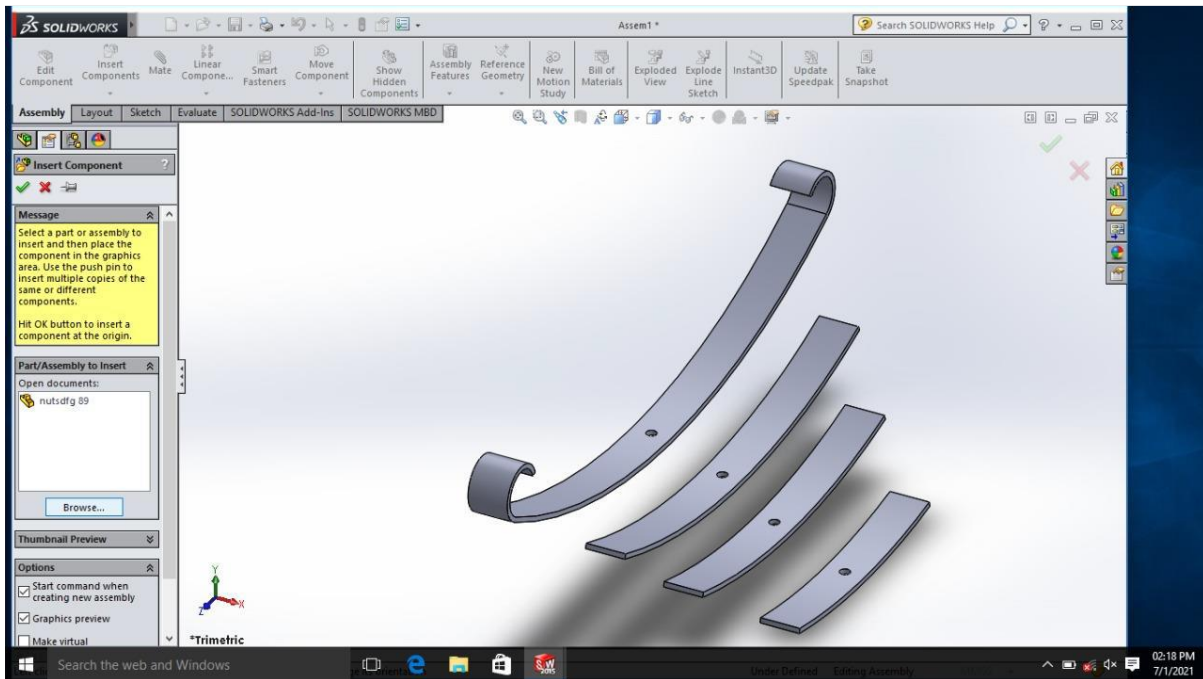 SOLIDWORKS
Assem1 *
Search SOLIDWORKS Help
Edit
Component
Insert
Components
Mate
Linear
Compone...
Smart
Fasteners
Move
Component
Show
Hidden
Components
Assembly
Features
Reference
Geometry
New
Motion
Study
Bill of
Materials
Exploded
View
Explode
Line
Sketch
Instant3D
Update
Speedpak
Take
Snapshot
Assembly
Layout
Sketch
Evaluate
SOLIDWORKS Add-Ins
SOLIDWORKS MBD
Insert Component
?
Message
Select a part or assembly to
insert and then place the
component in the graphics
area. Use the push pin to
insert multiple copies of the
same or different
components.
Hit OK button to insert a
component at the origin.
Part/Assembly to Insert
Open documents:
nutsdfg 89
Browse...
Thumbnail Preview
Options
Start command when
creating new assembly
Graphics preview
Make virtual
Y
Z
X
*Trimetric
Search the web and Windows
SW
2015
Under Defined
Editing Assembly
02:18 PM
7/1/2021